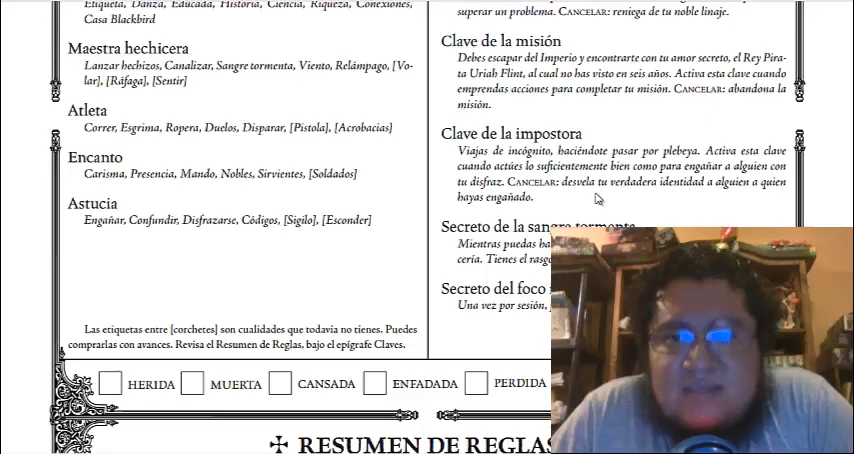 Etiqueta, Danza, Educada, Historia, Ciencia, Riqueza, Conexiones,
Casa Blackbird
Maestra hechicera
Lanzar hechizos, Canalizar, Sangre tormenta, Viento, Relámpago, [Vo-
lar], [Ráfaga], [Sentir]
Atleta
Correr, Esgrima, Ropera, Duelos, Disparar, [Pistola], [Acrobacias]
Encanto
Carisma, Presencia, Mando, Nobles, Sirvientes, [Soldados]
Astucia
Engañar, Confundir, Disfrazarse, Códigos, [Sigilo], [Esconder]
Las etiquetas entre [corchetes] son cualidades que todavía no tienes. Puedes
comprarlas con avances. Revisa el Resumen de Reglas, bajo el epígrafe Claves.
superar un problema. CANCELAR: reniega de tu noble linaje.
Clave de la misión
Debes escapar del Imperio y encontrarte con tu amor secreto, el Rey Pira-
ta Uriah Flint, al cual no has visto en seis años. Activa esta clave cuando
emprendas acciones para completar tu misión. CANCELAR: abandona la
misión.
Clave de la impostora
Viajas de incógnito, haciéndote pasar por plebeya. Activa esta clave
cuando actúes lo suficientemente bien como para engañar a alguien con
tu disfraz. CANCELAR: desvela tu verdadera identidad a alguien a quien
hayas engañado.
Secreto de la sangre tormenta
Mientras puedas
cería. Tienes el
Secreto del foco
Una vez por sesión,
HERIDA MUERTA CANSADA ENFADADA PERDIDA
RESUMEN DE REGLAS